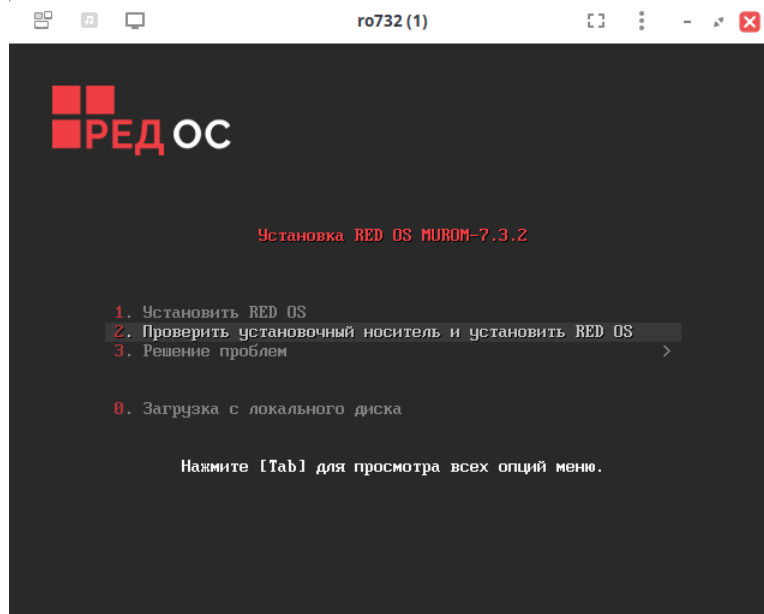 ro732 (1)
РЕД ОС
Установка RED OS MUROM-7.3.2
1. Установить RED OS
2. Проверить установочный носитель и установить RED OS
3. Решение проблем >
0. Загрузка с локального диска
Нажмите [Tab] для просмотра всех опций меню.